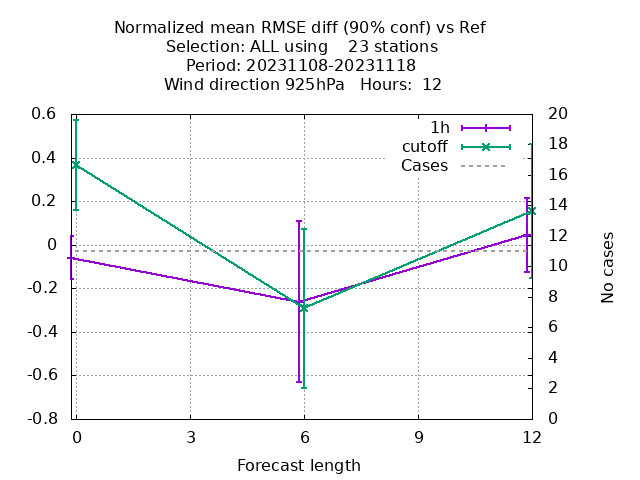 Normalized mean RMSE diff (90% conf) vs Ref
Selection: ALL using    23 stations
Period: 20231108-20231118
Wind direction 925hPa   Hours:  12
1h
cutoff
Cases
0.6
0.4
0.2
0
-0.2
-0.4
-0.6
-0.8
20
18
16
14
12
10
8
6
4
2
0
No cases
0 3 6 9 12
Forecast length